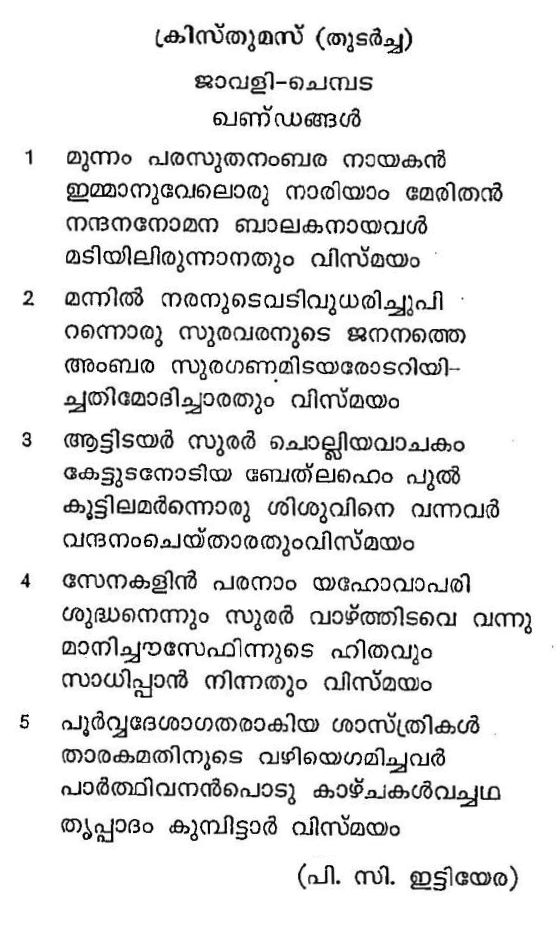 ക്രിസ്തുമസ് (തുടർച്ച)
ജാവളി-ചെമ്പട
ഖണ്ഡങ്ങൾ
1 മുന്നം പരസുതനംബര നായകൻ
ഇമ്മാനുവേലൊരു നാരിയാം മേരിതൻ
നന്ദനനോമന ബാലകനായവൾ
മടിയിലിരുന്നാനതും വിസ്മയം
2 മന്നിൽ നരനുടെവടിവുധരിച്ചുപി
റന്നൊരു സുരവരനുടെ ജനനത്തെ
അംബര സുരഗണമിടയരോടറിയി-
ച്ചതിമോദിച്ചാരതും വിസ്മയം
3 ആട്ടിടയർ സുരർ ചൊല്ലിയവാചകം
കേട്ടുടനോടിയ ബേത്‌ലഹെം പുൽ
കൂട്ടിലമർന്നൊരു ശിശുവിനെ വന്നവർ
വന്ദനംചെയ്താരതുംവിസ്മയം
4 സേനകളിൻ പരനാം യഹോവാപരി
ശുദ്ധനെന്നും സുരർ വാഴ്ത്തിടവെ വന്നു
മാനിച്ചൗസേഫിന്നുടെ ഹിതവും
സാധിപ്പാൻ നിന്നതും വിസ്മയം
5 പൂർവ്വദേശാഗതരാകിയ ശാസ്ത്രികൾ
താരകമതിനുടെ വഴിയെഗമിച്ചവർ
പാർത്ഥിവനൻപൊടു കാഴ്ചകൾവച്ചഥ
തൃപ്പാദം കുമ്പിട്ടാർ വിസ്മയം
(പി. സി. ഇട്ടിയേര)